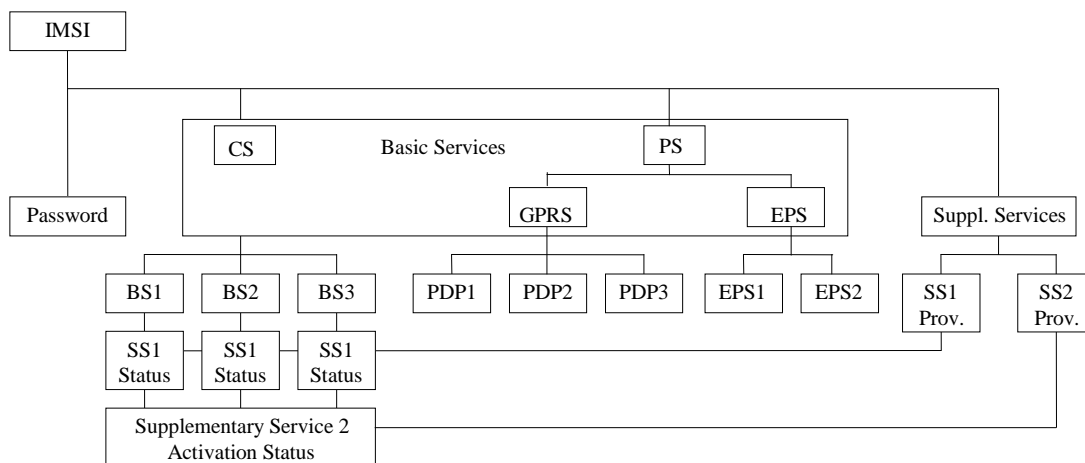 IMSI
CS
Basic Services
PS
Password
GPRS
EPS
Suppl. Services
BS1
BS2
BS3
PDP1
PDP2
PDP3
EPS1
EPS2
SS1
Prov.
SS2
Prov.
SS1
Status
SS1
Status
SS1
Status
Supplementary Service 2
Activation Status